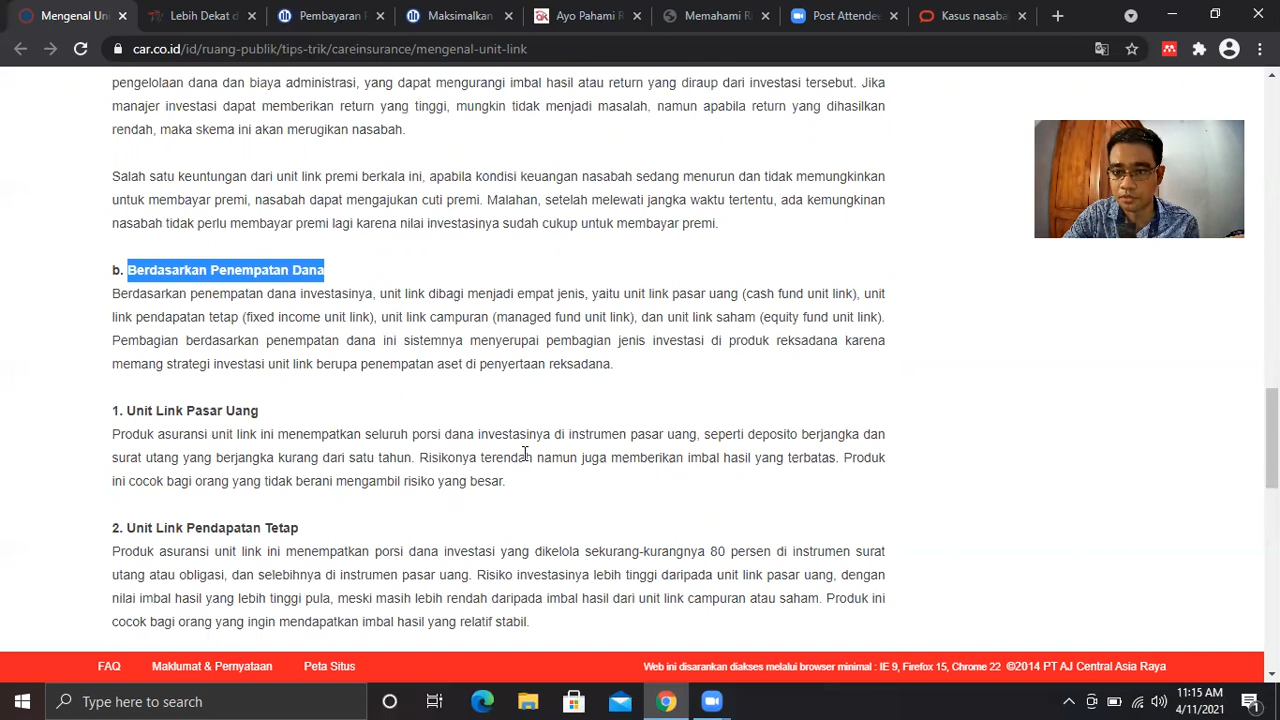 Mengenal Uni
Lebih Dekat d
Pembayaran F
Maksimalkan
Ayo Pahami R
Memahami Ri
Post Attendee
Kasus nasaba
car.co.id/id/ruang-publik/tips-trik/careinsurance/mengenal-unit-link
pengelolaan dana dan biaya administrasi, yang dapat mengurangi imbal hasil atau return yang diraup dari investasi tersebut. Jika
manajer investasi dapat memberikan return yang tinggi, mungkin tidak menjadi masalah, namun apabila return yang dihasilkan
rendah, maka skema ini akan merugikan nasabah.
Salah satu keuntungan dari unit link premi berkala ini, apabila kondisi keuangan nasabah sedang menurun dan tidak memungkinkan
untuk membayar premi, nasabah dapat mengajukan cuti premi. Malahan, setelah melewati jangka waktu tertentu, ada kemungkinan
nasabah tidak perlu membayar premi lagi karena nilai investasinya sudah cukup untuk membayar premi.
b. Berdasarkan Penempatan Dana
Berdasarkan penempatan dana investasinya, unit link dibagi menjadi empat jenis, yaitu unit link pasar uang (cash fund unit link), unit
link pendapatan tetap (fixed income unit link), unit link campuran (managed fund unit link), dan unit link saham (equity fund unit link).
Pembagian berdasarkan penempatan dana ini sistemnya menyerupai pembagian jenis investasi di produk reksadana karena
memang strategi investasi unit link berupa penempatan aset di penyertaan reksadana.
1. Unit Link Pasar Uang
Produk asuransi unit link ini menempatkan seluruh porsi dana investasinya di instrumen pasar uang, seperti deposito berjangka dan
surat utang yang berjangka kurang dari satu tahun. Risikonya terendah namun juga memberikan imbal hasil yang terbatas. Produk
ini cocok bagi orang yang tidak berani mengambil risiko yang besar.
2. Unit Link Pendapatan Tetap
Produk asuransi unit link ini menempatkan porsi dana investasi yang dikelola sekurang-kurangnya 80 persen di instrumen surat
utang atau obligasi, dan selebihnya di instrumen pasar uang. Risiko investasinya lebih tinggi daripada unit link pasar uang, dengan
nilai imbal hasil yang lebih tinggi pula, meski masih lebih rendah daripada imbal hasil dari unit link campuran atau saham. Produk ini
cocok bagi orang yang ingin mendapatkan imbal hasil yang relatif stabil.
FAQ
Maklumat & Pernyataan
Peta Situs
Web ini disarankan diakses melalui browser minimal : IE 9, Firefox 15, Chrome 22 ©2014 PT AJ Central Asia Raya
Type here to search
11:15 AM
4/11/2021
1